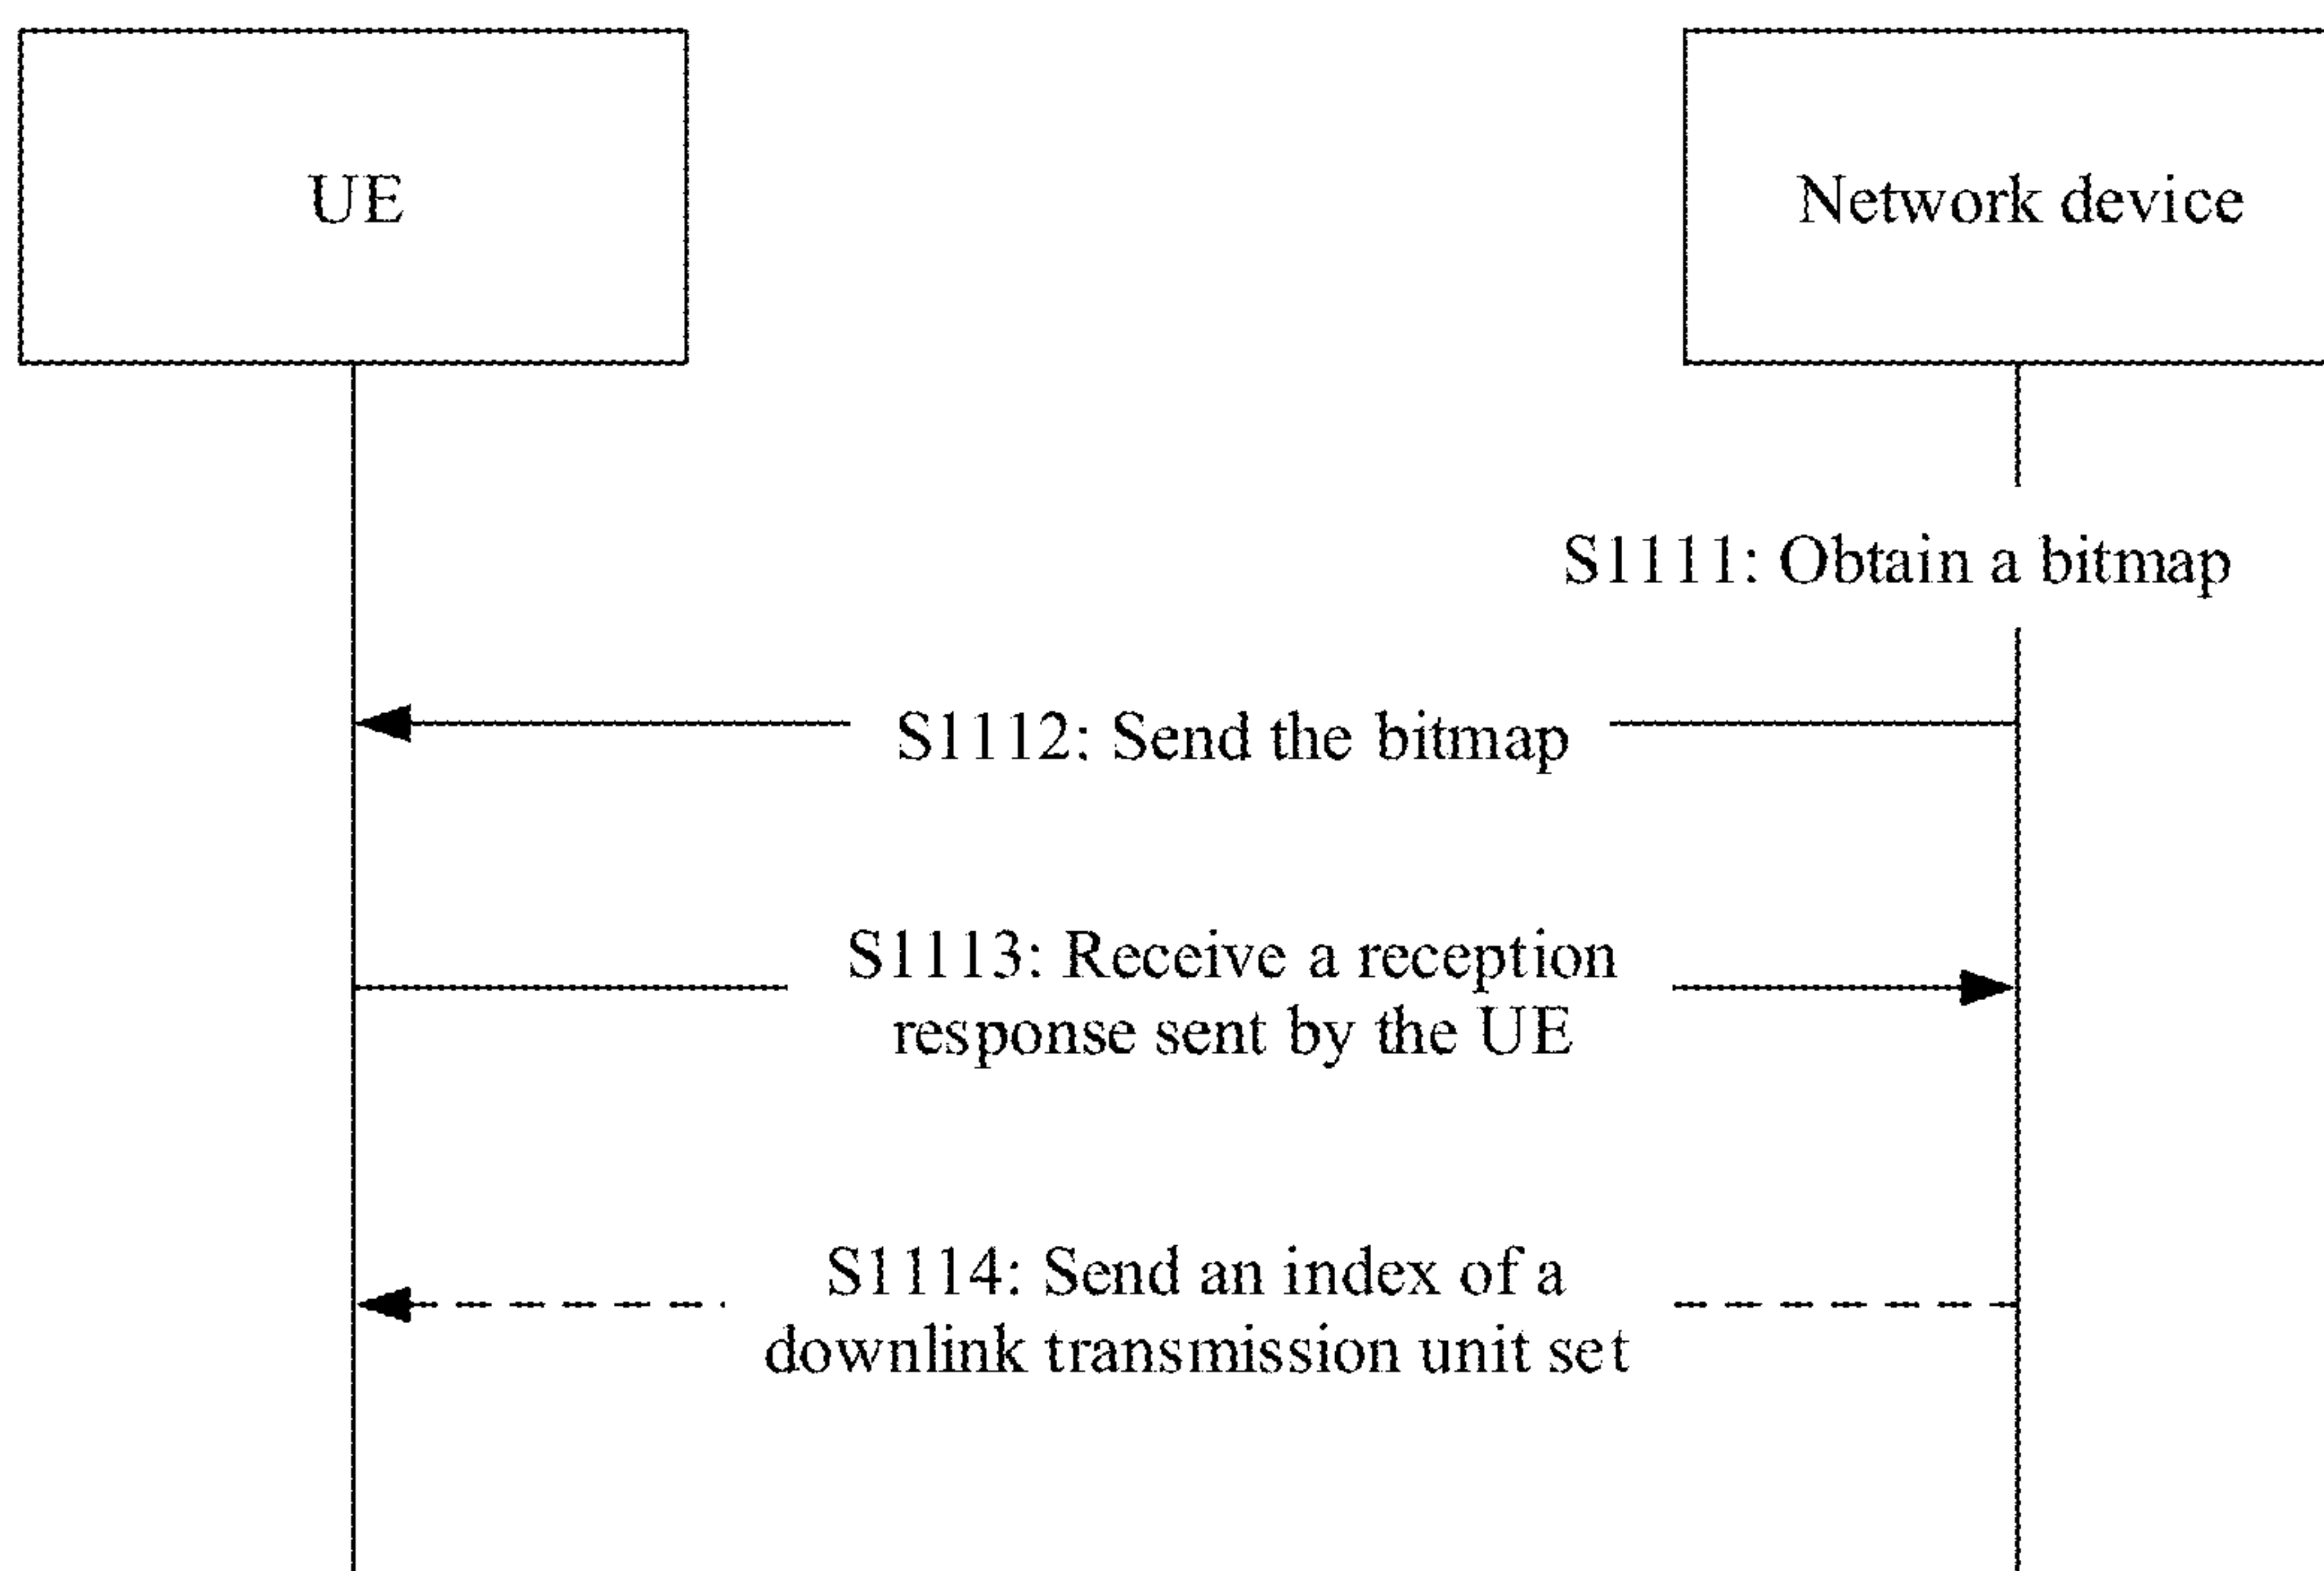 UE
Network device
S1111: Obtain a bitmap
S1112: Send the bitmap
S1113: Receive a reception
response sent by the UE
S1114: Send an index of a
downlink transmission unit set